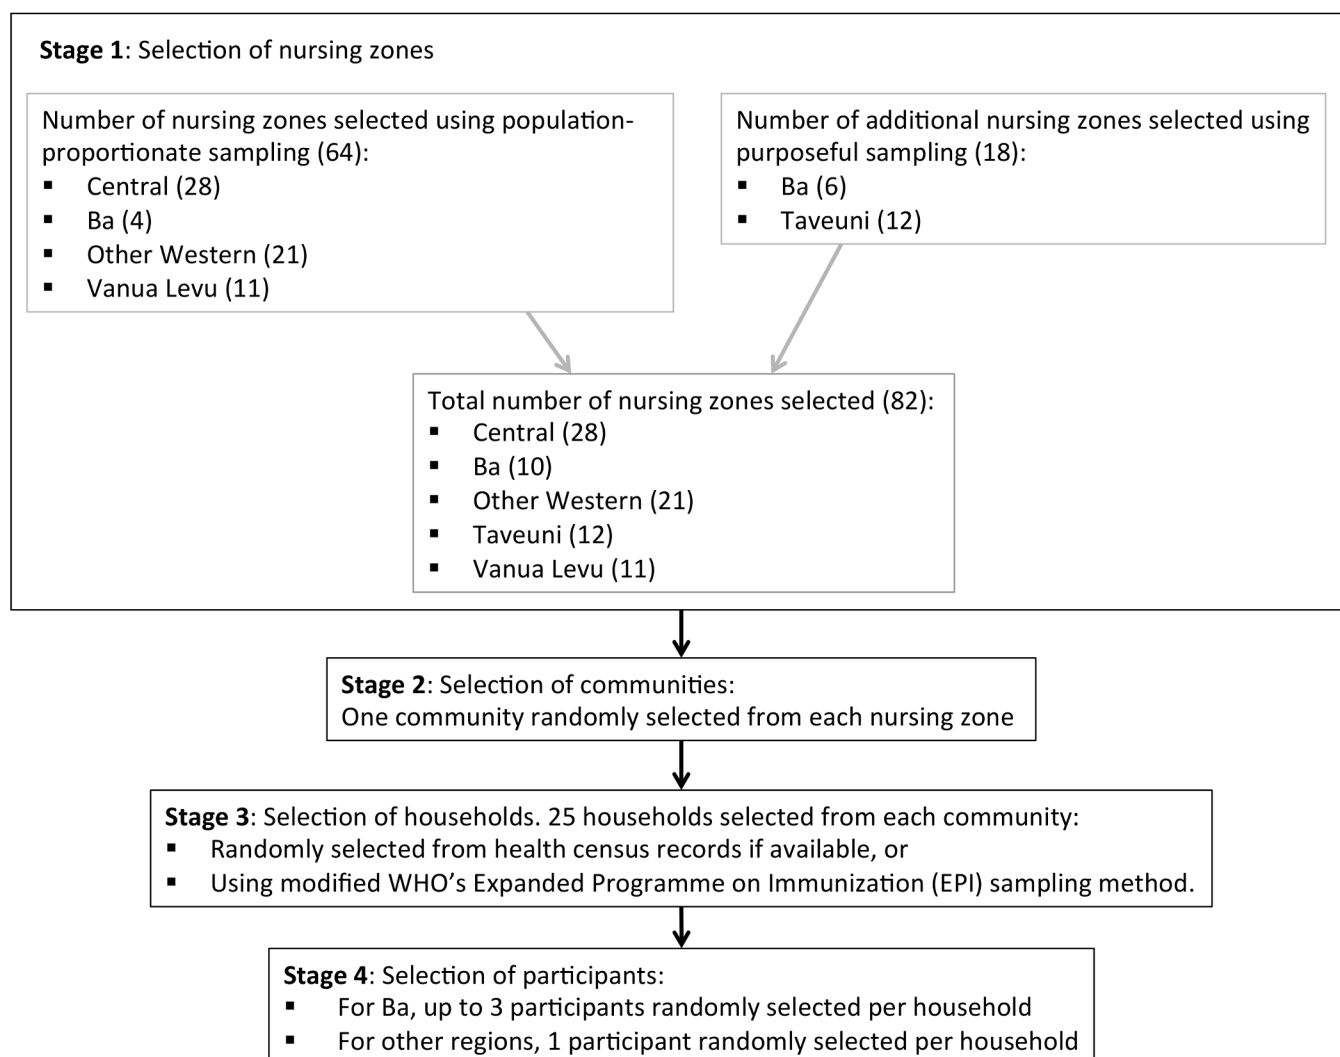 Stage 1: Selection of nursing zones
Number of nursing zones selected using population-
proportionate sampling (64):
▪ Central (28)
▪ Ba (4)
▪ Other Western (21)
▪ Vanua Levu (11)
Number of additional nursing zones selected using
purposeful sampling (18):
▪ Ba (6)
▪ Taveuni (12)
Total number of nursing zones selected (82):
▪ Central (28)
▪ Ba (10)
▪ Other Western (21)
▪ Taveuni (12)
▪ Vanua Levu (11)
Stage 2: Selection of communities:
One community randomly selected from each nursing zone
Stage 3: Selection of households. 25 households selected from each community:
▪ Randomly selected from health census records if available, or
▪ Using modified WHO’s Expanded Programme on Immunization (EPI) sampling method.
Stage 4: Selection of participants:
▪ For Ba, up to 3 participants randomly selected per household
▪ For other regions, 1 participant randomly selected per household